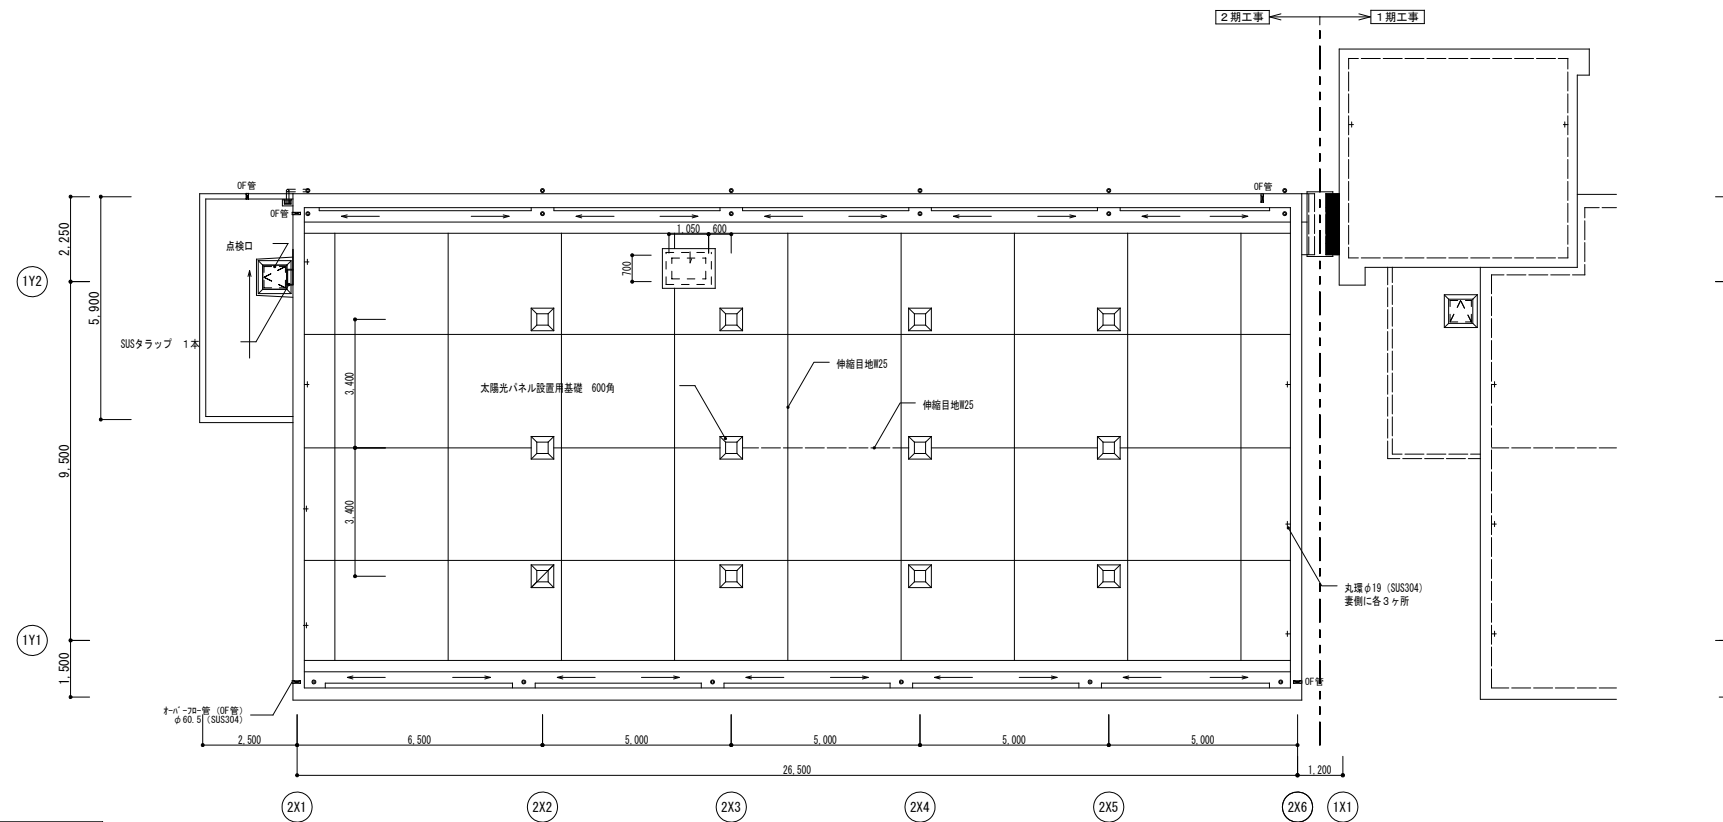 2期工事
1期工事
OF管
OF管
OF管
点検口
1,050
600
700
2,250
1Y2
5,900
SUSタラップ 1本
伸縮目地W25
3,400
太陽光パネル設置用基礎 600角
伸縮目地W25
9,500
3,400
丸環φ19 (SUS304)
妻側に各3ヶ所
1Y1
1,500
OF管
オーバーフロー管 (OF管)
φ60.5 (SUS304)
2,500
6,500
5,000
5,000
5,000
5,000
26,500
1,200
2X1
2X2
2X3
2X4
2X5
2X6
1X1